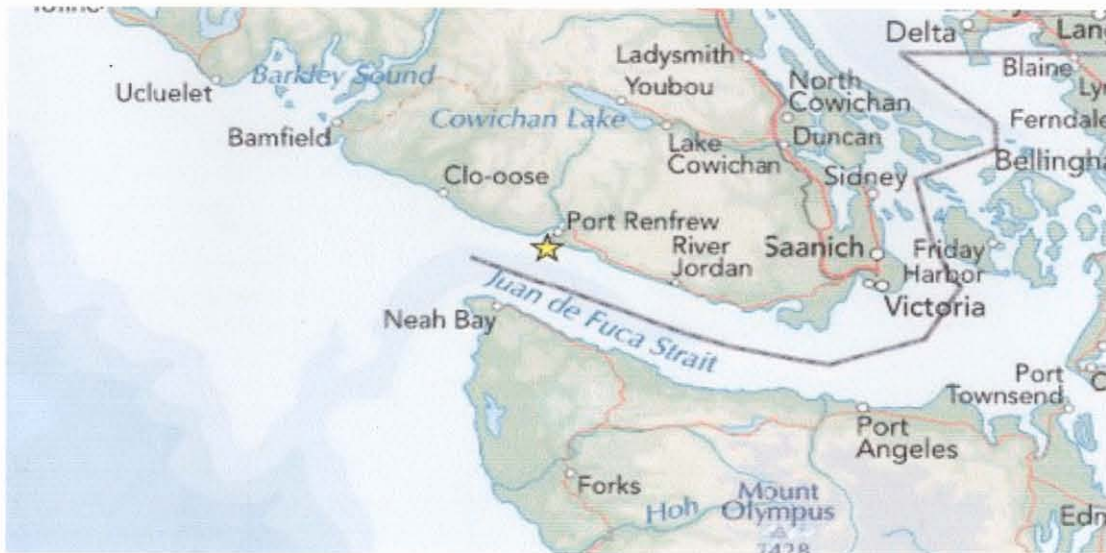 Delta
Ladysmith
Blaine
Barkley Sound
Youbou
North
Cowichan
Ucluelet
Cowichan Lake
Ferndale
Bamfield
Lake
Cowichan
Duncan
Clo-oose
Sidney
Port Renfrew
River
Jordan
Saanich
Friday
Harbor
Juan de Fuca Strait
Victoria
Neah Bay
Port
Townsend
Port
Angeles
Forks
Mount
Olympus
Hoh